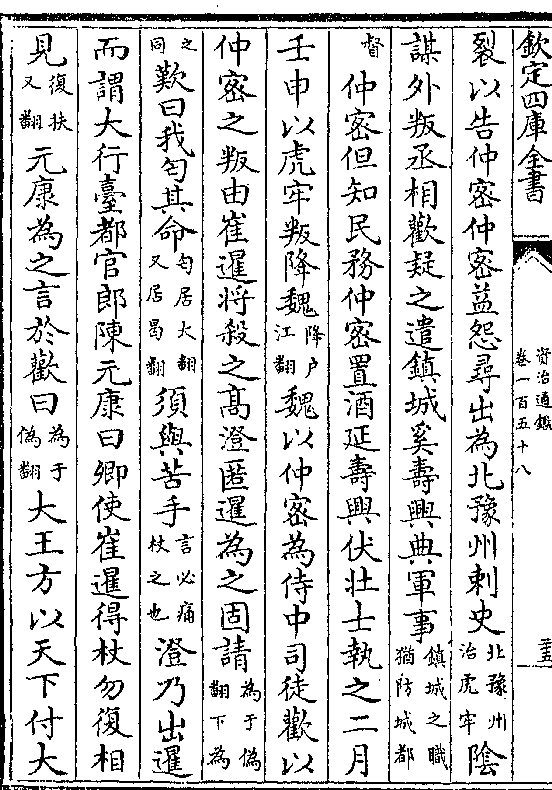 欽定四庫全書
資治通鑑
卷一百五十八
裂以告仲密仲密益怨尋出為北豫州刺史北豫州治虎牢陰
謀外叛丞相歡疑之遣鎮城奚壽興典軍事鎮城之職猶防城都
督仲密但知民務仲密置酒延壽興伏壯士執之二月
壬申以虎牢叛降魏降户江翻魏以仲密為侍中司徒歡以
仲密之叛由崔暹將殺之高澄匿暹為之固請為于偽翻下為
之同歎曰我匄其命匄居大翻又居曷翻須與苦手言必痛杖之也澄乃出暹
而謂大行臺都官郎陳元康曰卿使崔暹得杖勿復相
見復扶又翻元康為之言於歡曰為于偽翻大王方以天下付大